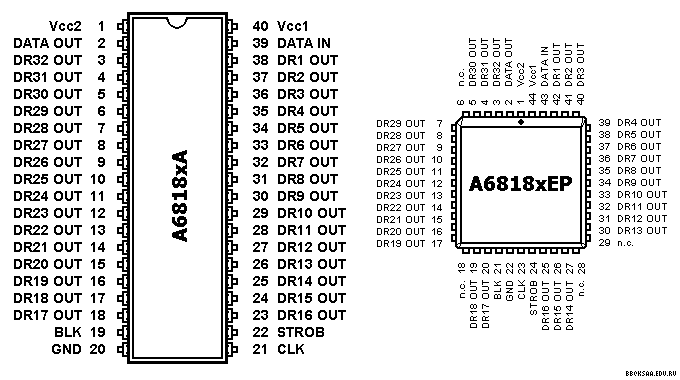 Vcc2 1 40 Vcc1
DATA OUT 2 39 DATA IN
DR32 OUT 3 38 DR1 OUT
DR31 OUT 4 37 DR2 OUT
DR30 OUT 5 36 DR3 OUT
DR29 OUT 6 35 DR4 OUT
DR28 OUT 7 34 DR5 OUT
DR27 OUT 8 33 DR6 OUT
DR26 OUT 9 32 DR7 OUT
DR25 OUT 10 31 DR8 OUT
DR24 OUT 11 30 DR9 OUT
DR23 OUT 12 29 DR10 OUT
DR22 OUT 13 28 DR11 OUT
DR21 OUT 14 27 DR12 OUT
DR20 OUT 15 26 DR13 OUT
DR19 OUT 16 25 DR14 OUT
DR18 OUT 17 24 DR15 OUT
DR17 OUT 18 23 DR16 OUT
BLK 19 22 STROB
GND 20 21 CLK
A6818xA
6 n.c.
5 DR30 OUT
4 DR31 OUT
3 DR32 OUT
2 DATA OUT
1 Vcc2
44 Vcc1
43 DATA IN
42 DR1 OUT
41 DR2 OUT
40 DR3 OUT
DR29 OUT 7 39 DR4 OUT
DR28 OUT 8 38 DR5 OUT
DR27 OUT 9 37 DR6 OUT
DR26 OUT 10 36 DR7 OUT
DR25 OUT 11 35 DR8 OUT
DR24 OUT 12 34 DR9 OUT
DR23 OUT 13 33 DR10 OUT
DR22 OUT 14 32 DR11 OUT
DR21 OUT 15 31 DR12 OUT
DR20 OUT 16 30 DR13 OUT
DR19 OUT 17 29 n.c.
A6818xEP
n.c. 18
DR18 OUT 19
DR17 OUT 20
BLK 21
GND 22
CLK 23
STROB 24
DR16 OUT 25
DR15 OUT 26
DR14 OUT 27
n.c. 28